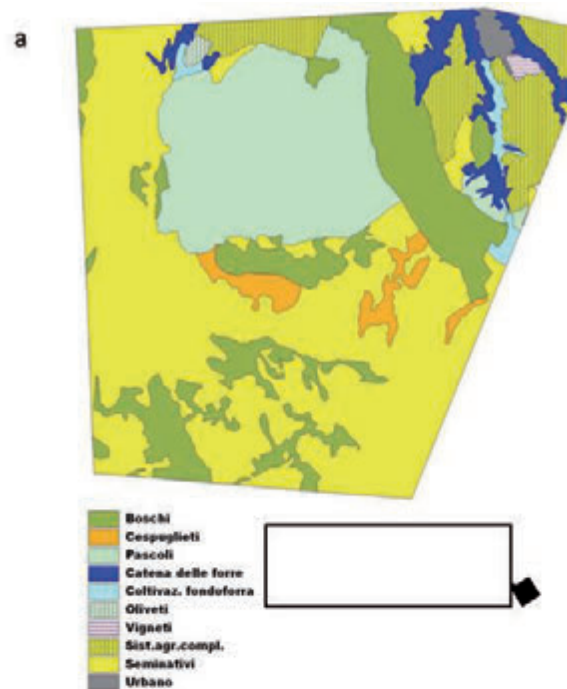 a
Boschi
Cespuglieti
Pascoli
Catena delle forre
Coltivaz. fondoforra
Oliveti
Vigneti
Sist.agr.compl.
Seminativi
Urbano